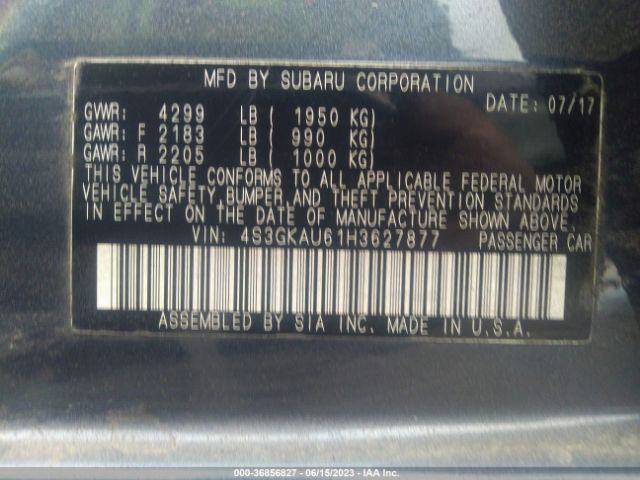 MFD BY SUBARU CORPORATION
DATE: 07/17
GVWR: 4299 LB ( 1950 KG)
GAWR: F 2183 LB ( 990 KG)
GAWR: R 2205 LB ( 1000 KG)
THIS VEHICLE CONFORMS TO ALL APPLICABLE FEDERAL MOTOR
VEHICLE SAFETY, BUMPER AND THEFT PREVENTION STANDARDS
IN EFFECT ON THE DATE OF MANUFACTURE SHOWN ABOVE.
VIN: 4S3GKAU61H3627877 PASSENGER CAR
ASSEMBLED BY SIA INC. MADE IN U.S.A.
000-36856827 - 06/15/2023 - IAA Inc.